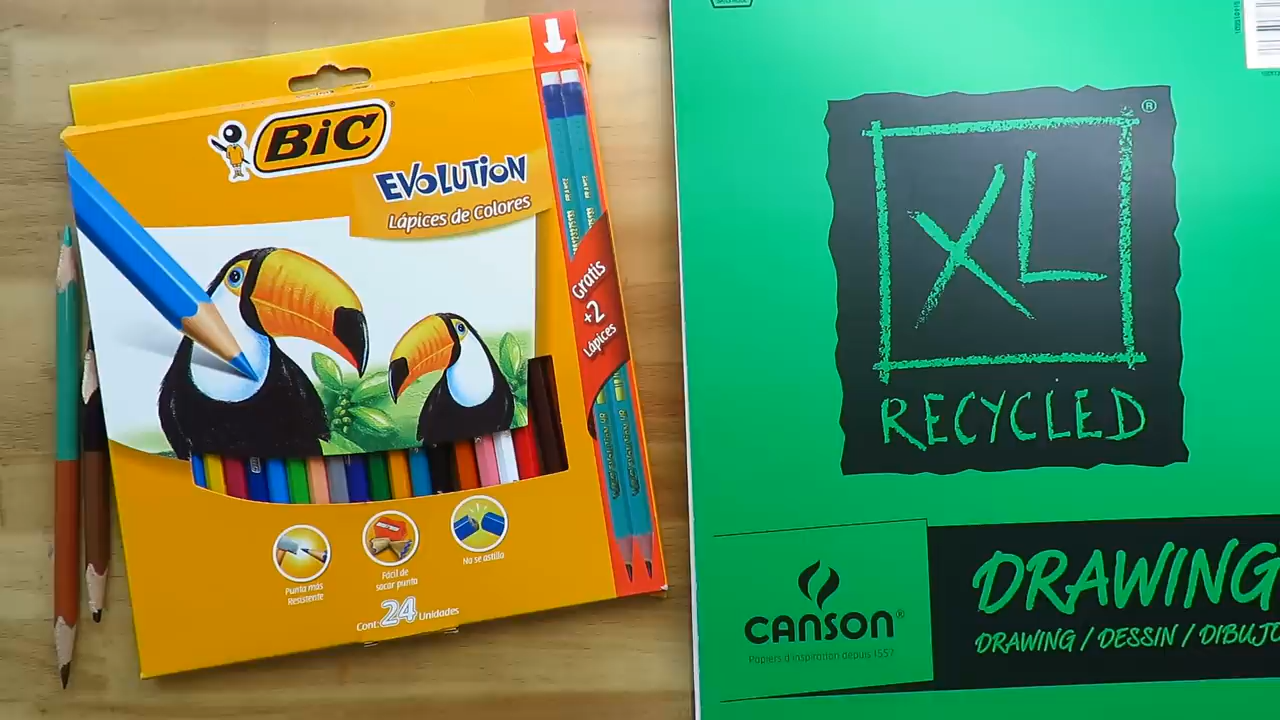 BIC
EVOLUTION
Lápices de Colores
Gratis
+2
Lápices
Punta más
Resistente
Fácil de
sacar punta
No se astilla
Cont: 24 Unidades
XL
RECYCLED
CANSON®
Papiers d'inspiration depuis 1557
DRAWING
DRAWING / DESSIN / DIBUJO